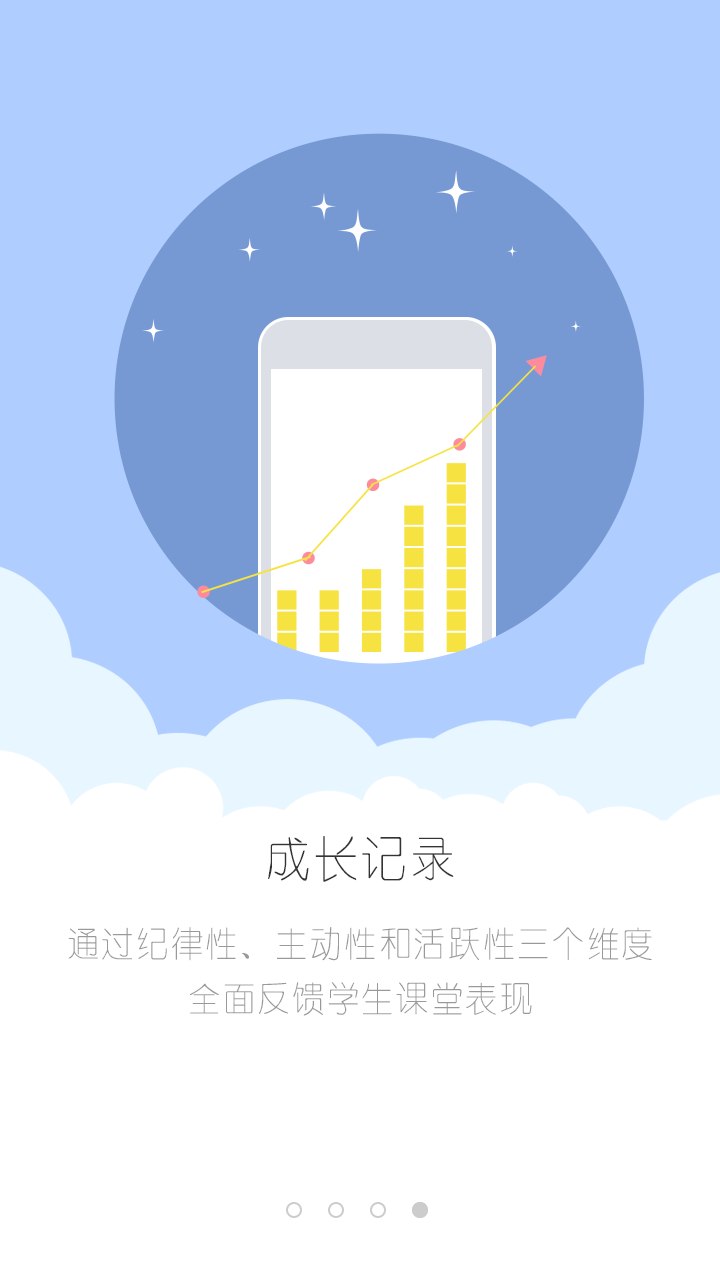 成长记录
通过纪律性、主动性和活跃性三个维度
全面反馈学生课堂表现